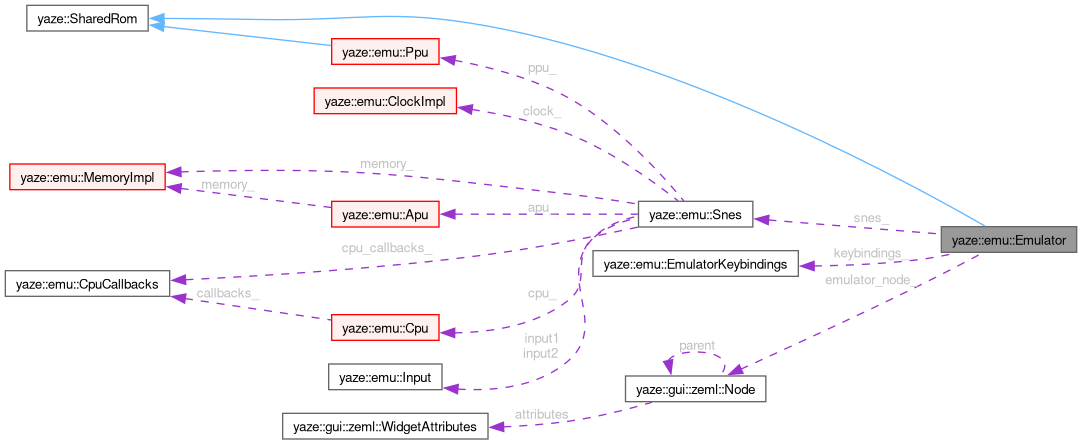 yaze::SharedRom
yaze::emu::Ppu
ppu_
yaze::emu::ClockImpl
clock_
memory_
yaze::emu::MemoryImpl
memory_
yaze::emu::Apu
apu_
yaze::emu::Snes
snes_
yaze::emu::Emulator
cpu_callbacks_
keybindings_
yaze::emu::EmulatorKeybindings
emulator_node_
yaze::emu::CpuCallbacks
callbacks_
cpu_
yaze::emu::Cpu
input1
input2
parent
yaze::emu::Input
yaze::gui::zeml::Node
attributes_
yaze::gui::zeml::WidgetAttributes